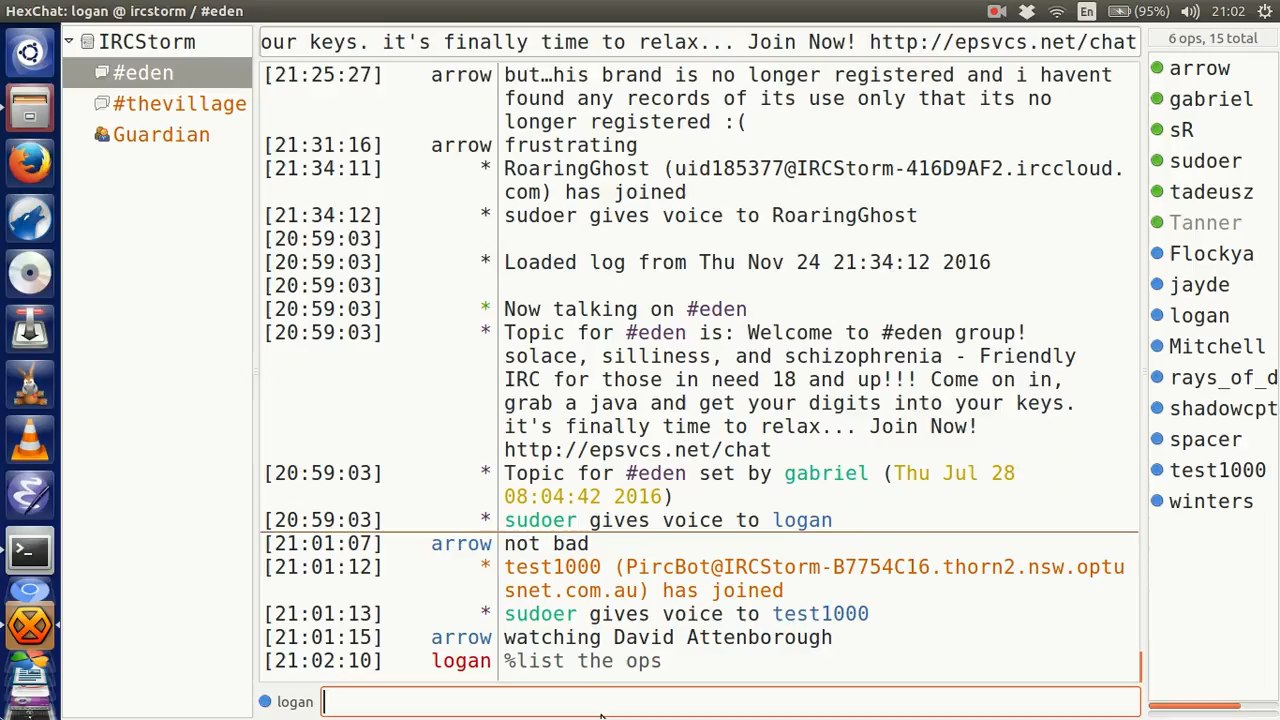 HexChat: logan @ ircstorm / #eden
En
(95%)
21:02
IRCStorm
#eden
#thevillage
Guardian
our keys. it's finally time to relax... Join Now! http://epsvcs.net/chat
[21:25:27] arrow but…his brand is no longer registered and i havent
found any records of its use only that its no
longer registered :(
[21:31:16] arrow frustrating
[21:34:11] * RoaringGhost (uid185377@IRCStorm-416D9AF2.irccloud.
com) has joined
[21:34:12] * sudoer gives voice to RoaringGhost
[20:59:03]
[20:59:03] * Loaded log from Thu Nov 24 21:34:12 2016
[20:59:03]
[20:59:03] * Now talking on #eden
[20:59:03] * Topic for #eden is: Welcome to #eden group!
solace, silliness, and schizophrenia - Friendly
IRC for those in need 18 and up!!! Come on in,
grab a java and get your digits into your keys.
it's finally time to relax... Join Now!
http://epsvcs.net/chat
[20:59:03] * Topic for #eden set by gabriel (Thu Jul 28
08:04:42 2016)
[20:59:03] * sudoer gives voice to logan
[21:01:07] arrow not bad
[21:01:12] * test1000 (PircBot@IRCStorm-B7754C16.thorn2.nsw.optu
snet.com.au) has joined
[21:01:13] * sudoer gives voice to test1000
[21:01:15] arrow watching David Attenborough
[21:02:10] logan %list the ops
logan
6 ops, 15 total
arrow
gabriel
sR
sudoer
tadeusz
Tanner
Flockya
jayde
logan
Mitchell
rays_of_d
shadowcpt
spacer
test1000
winters